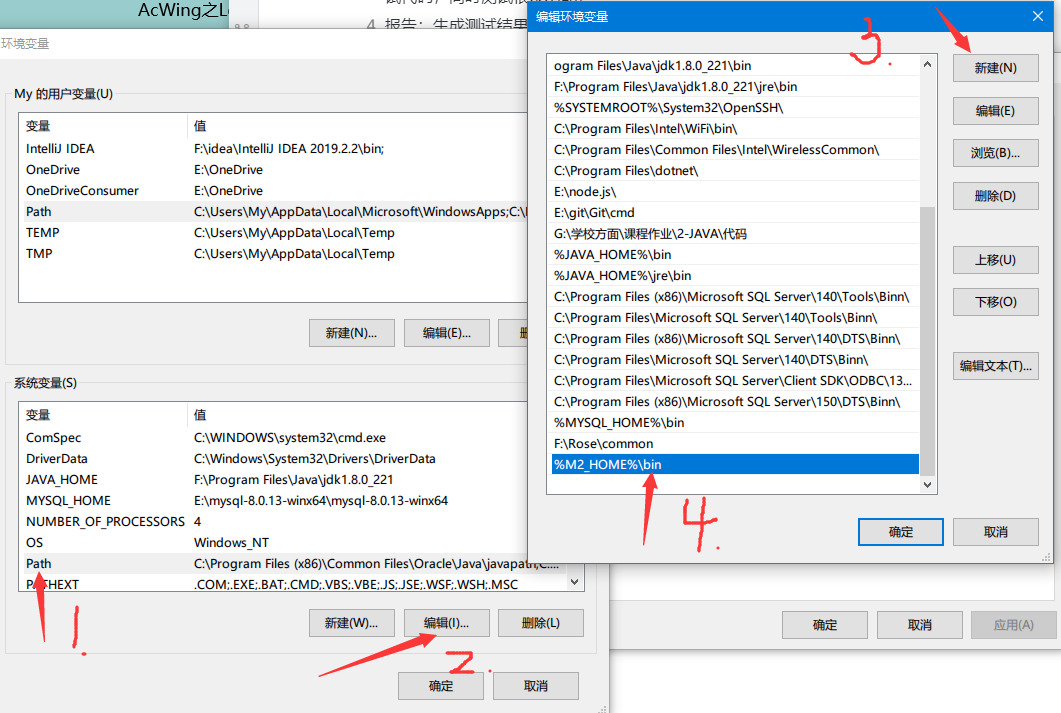 AcWing之L
4. 报告：生成测试结果
环境变量
My 的用户变量(U)
变量 值
IntelliJ IDEA F:\idea\IntelliJ IDEA 2019.2.2\bin;
OneDrive E:\OneDrive
OneDriveConsumer E:\OneDrive
Path C:\Users\My\AppData\Local\Microsoft\WindowsApps;C:\
TEMP C:\Users\My\AppData\Local\Temp
TMP C:\Users\My\AppData\Local\Temp
新建(N)... 编辑(E)...
系统变量(S)
变量 值
ComSpec C:\WINDOWS\system32\cmd.exe
DriverData C:\Windows\System32\Drivers\DriverData
JAVA_HOME F:\Program Files\Java\jdk1.8.0_221
MYSQL_HOME E:\mysql-8.0.13-winx64\mysql-8.0.13-winx64
NUMBER_OF_PROCESSORS 4
OS Windows_NT
Path C:\Program Files (x86)\Common Files\Oracle\Java\javapath;C:...
PATHEXT .COM;.EXE;.BAT;.CMD;.VBS;.VBE;.JS;.JSE;.WSF;.WSH;.MSC
1.
新建(W)... 编辑(I)... 删除(L)
2.
确定 取消
编辑环境变量
3.
ogram Files\Java\jdk1.8.0_221\bin
F:\Program Files\Java\jdk1.8.0_221\jre\bin
%SYSTEMROOT%\System32\OpenSSH\
C:\Program Files\Intel\WiFi\bin\
C:\Program Files\Common Files\Intel\WirelessCommon\
C:\Program Files\dotnet\
E:\node.js\
E:\git\Git\cmd
G:\学校方面\课程作业\2-JAVA\代码
%JAVA_HOME%\bin
%JAVA_HOME%\jre\bin
C:\Program Files (x86)\Microsoft SQL Server\140\Tools\Binn\
C:\Program Files\Microsoft SQL Server\140\Tools\Binn\
C:\Program Files (x86)\Microsoft SQL Server\140\DTS\Binn\
C:\Program Files\Microsoft SQL Server\140\DTS\Binn\
C:\Program Files\Microsoft SQL Server\Client SDK\ODBC\13...
C:\Program Files (x86)\Microsoft SQL Server\150\DTS\Binn\
%MYSQL_HOME%\bin
F:\Rose\common
%M2_HOME%\bin
4.
新建(N)
编辑(E)
浏览(B)...
删除(D)
上移(U)
下移(O)
编辑文本(T)...
确定 取消
确定 取消 应用(A)